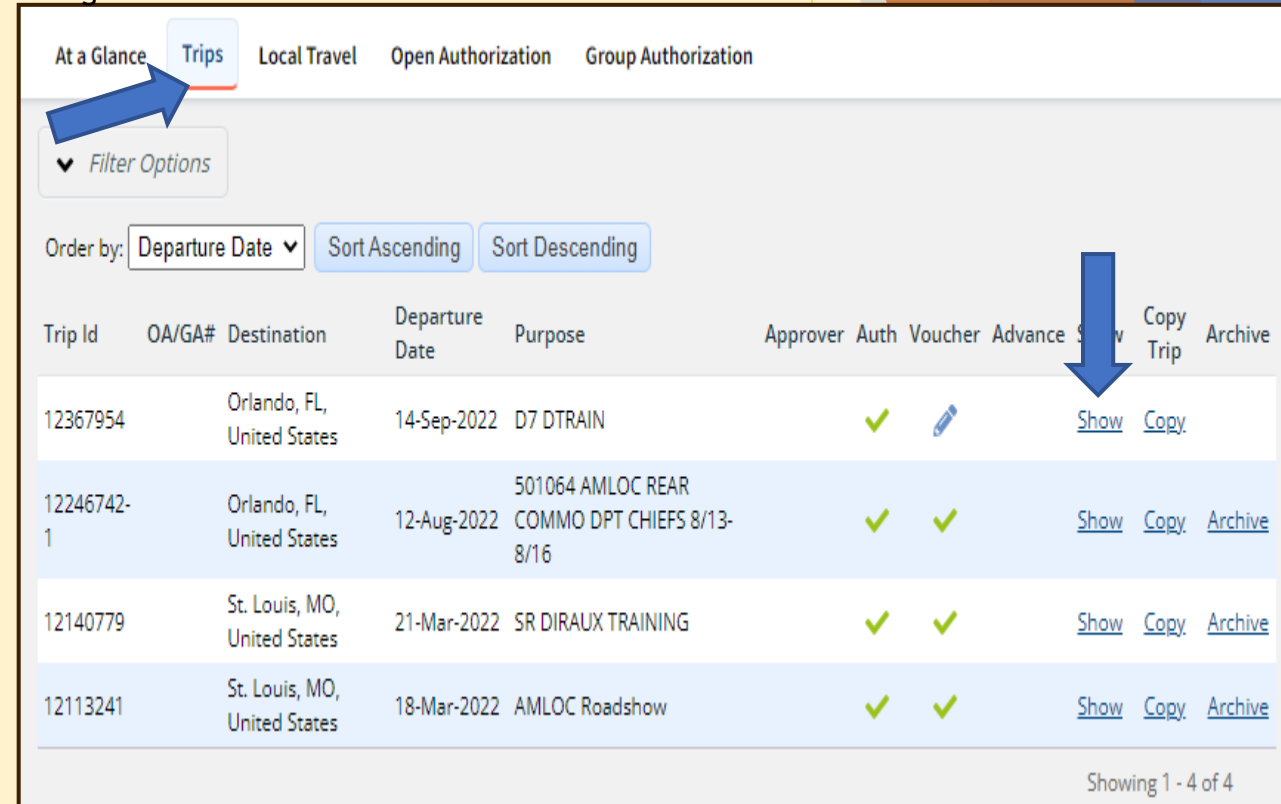 At a Glance Trips Local Travel Open Authorization Group Authorization
Filter Options
Order by: Departure Date Sort Ascending Sort Descending
Trip Id OA/GA# Destination Departure Date Purpose Approver Auth Voucher Advance Copy Trip Archive
12367954 Orlando, FL, United States 14-Sep-2022 D7 DTRAIN Show Copy
12246742-1 Orlando, FL, United States 12-Aug-2022 501064 AMLOC REAR COMMO DPT CHIEFS 8/13-8/16 Show Copy Archive
12140779 St. Louis, MO, United States 21-Mar-2022 SR DIRAUX TRAINING Show Copy Archive
12113241 St. Louis, MO, United States 18-Mar-2022 AMLOC Roadshow Show Copy Archive
Showing 1 - 4 of 4